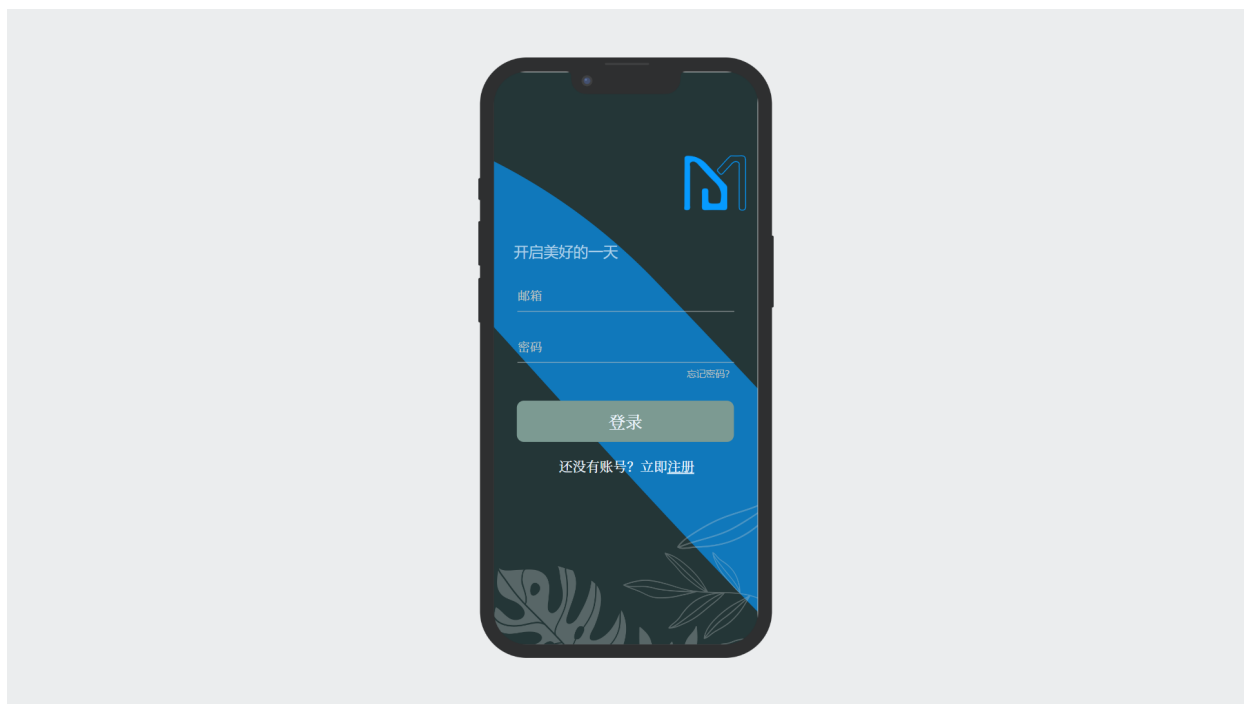 开启美好的一天
邮箱
密码
忘记密码?
登录
还没有账号? 立即注册